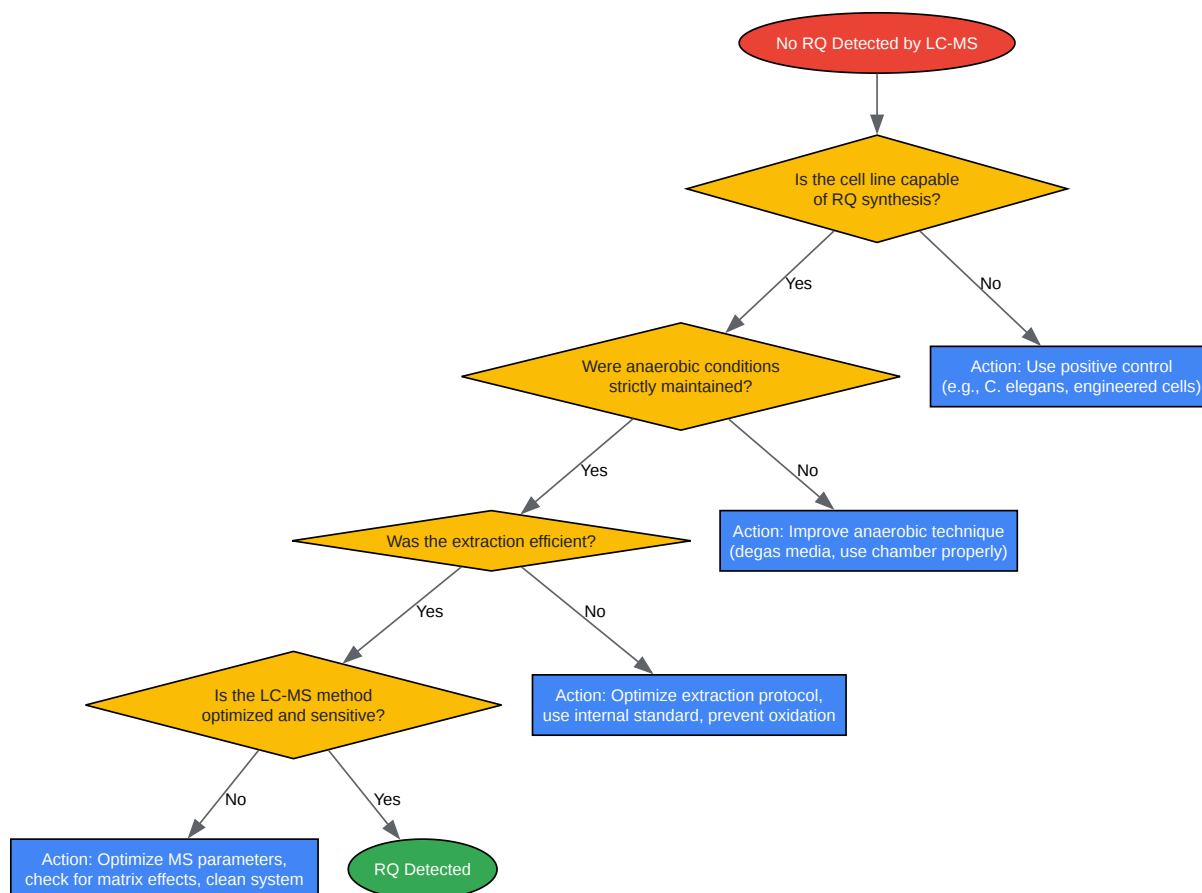 No RQ Detected by LC-MS
Is the cell line capable
of RQ synthesis?
Yes
No
Were anaerobic conditions
strictly maintained?
Action: Use positive control
(e.g., C. elegans, engineered cells)
Yes
No
Was the extraction efficient?
Action: Improve anaerobic technique
(degas media, use chamber properly)
Yes
No
Is the LC-MS method
optimized and sensitive?
Action: Optimize extraction protocol,
use internal standard, prevent oxidation
No
Yes
Action: Optimize MS parameters,
check for matrix effects, clean system
RQ Detected